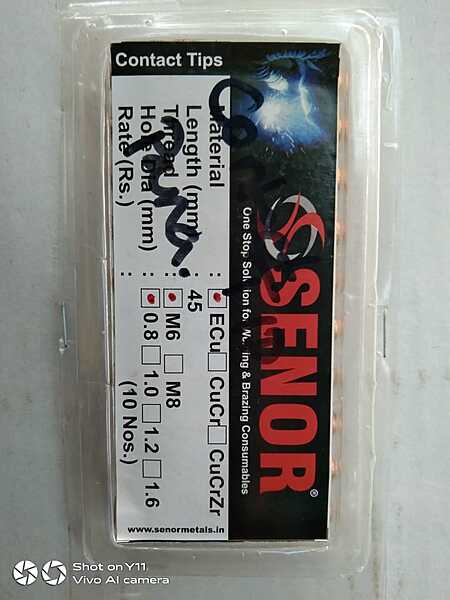 Contact Tips
Material : ECu CuCr CuCrZr
Length (mm) : 45
Thread : M6 M8
Hole Dia (mm) : 0.8 1.0 1.2 1.6
Rate (Rs.) : (10 Nos.)
SENOR®
One Stop Solution for Welding & Brazing Consumables
www.senormetals.in
Pura.
Shot on Y11
Vivo AI camera